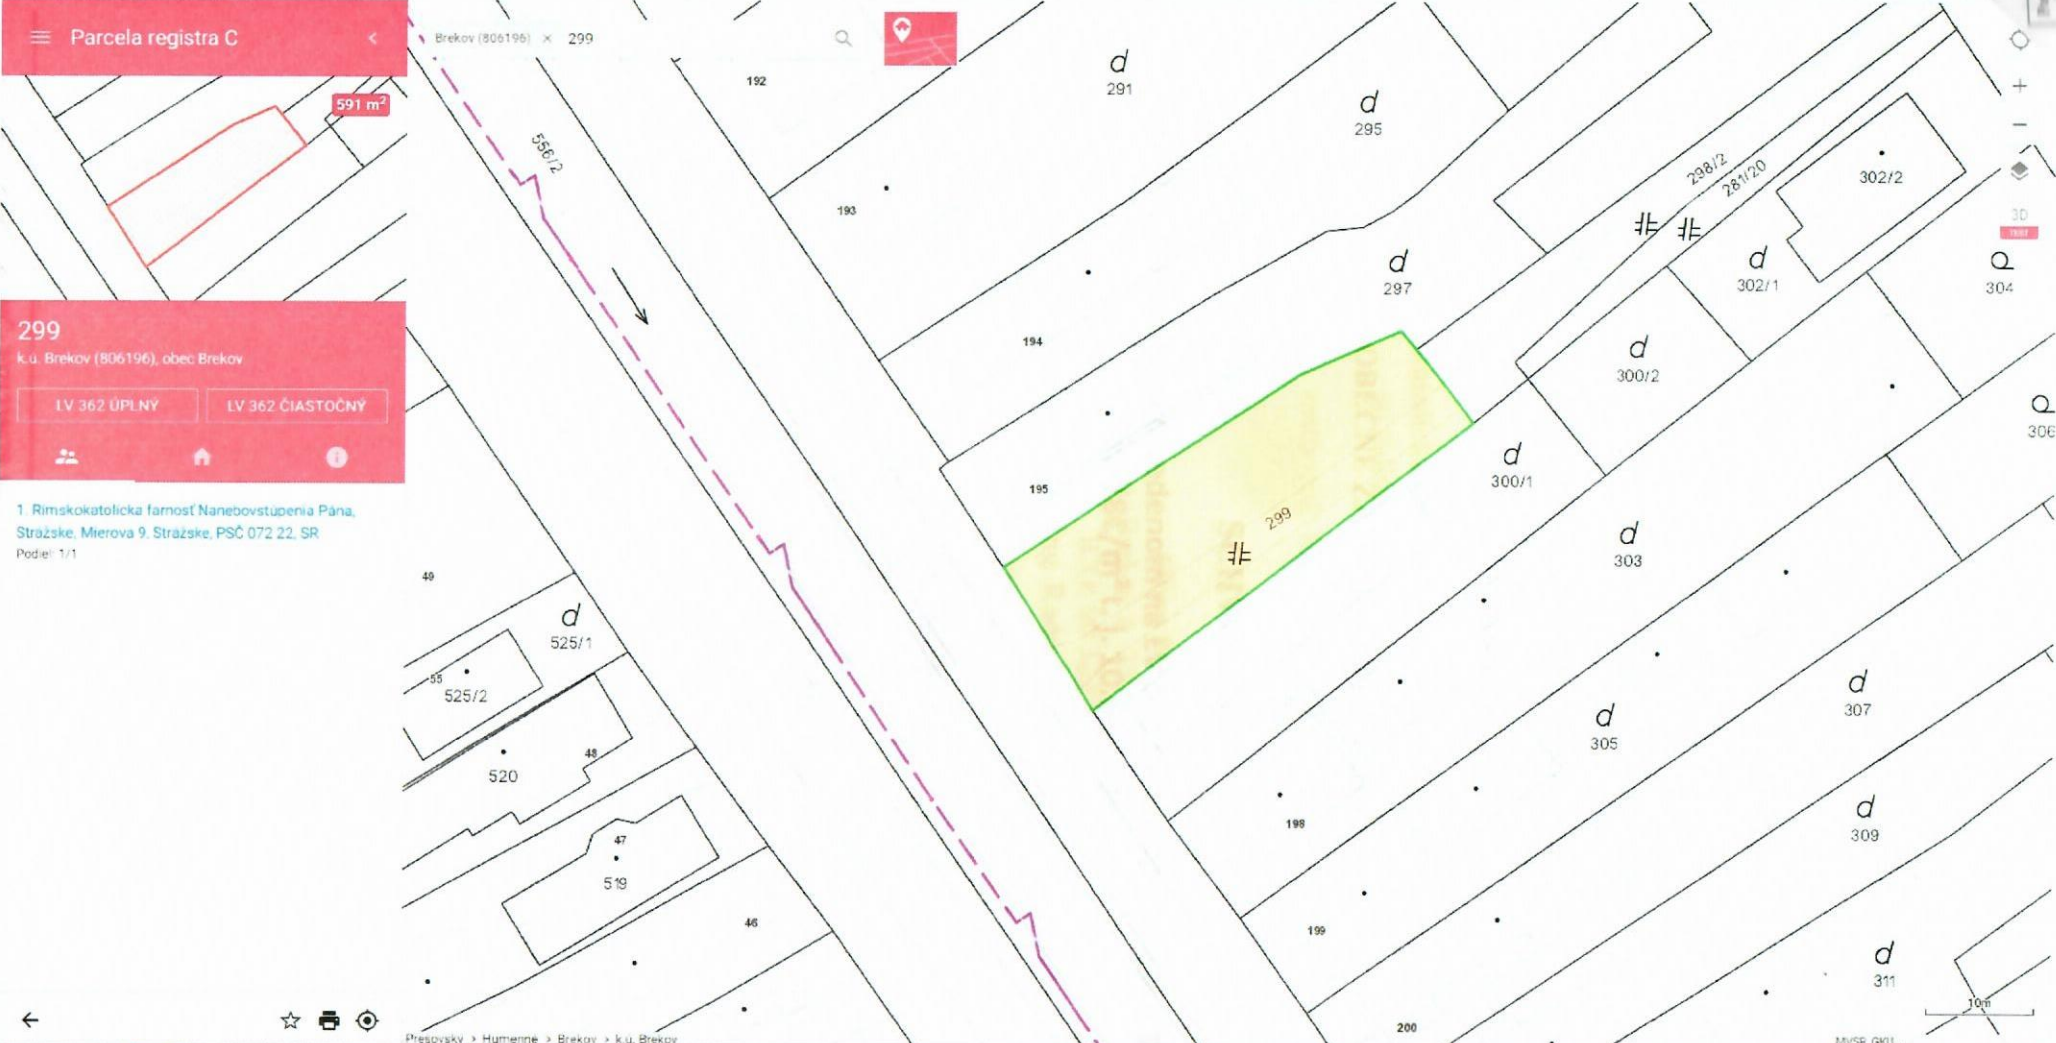 Parcela registra C
Brekov (806196) × 299
591 m²
299
k.ú. Brekov (806196), obec Brekov
LV 362 ÚPLNÝ
LV 362 ČIASTOČNÝ
1. Rímskokatolícka farnosť Nanebovstúpenia Pána,
Strážske, Mierova 9, Strážske, PSČ 072 22, SR
Podiel: 1/1
192
556/2
193
194
195
198
199
200
d
291
d
295
d
297
298/2
281/20
302/2
d
302/1
304
306
d
300/2
d
300/1
299
d
303
d
305
d
307
d
309
d
311
49
d
525/1
55
525/2
48
520
47
519
46
3D
10m
Prešovský > Humenné > Brekov > k.ú. Brekov